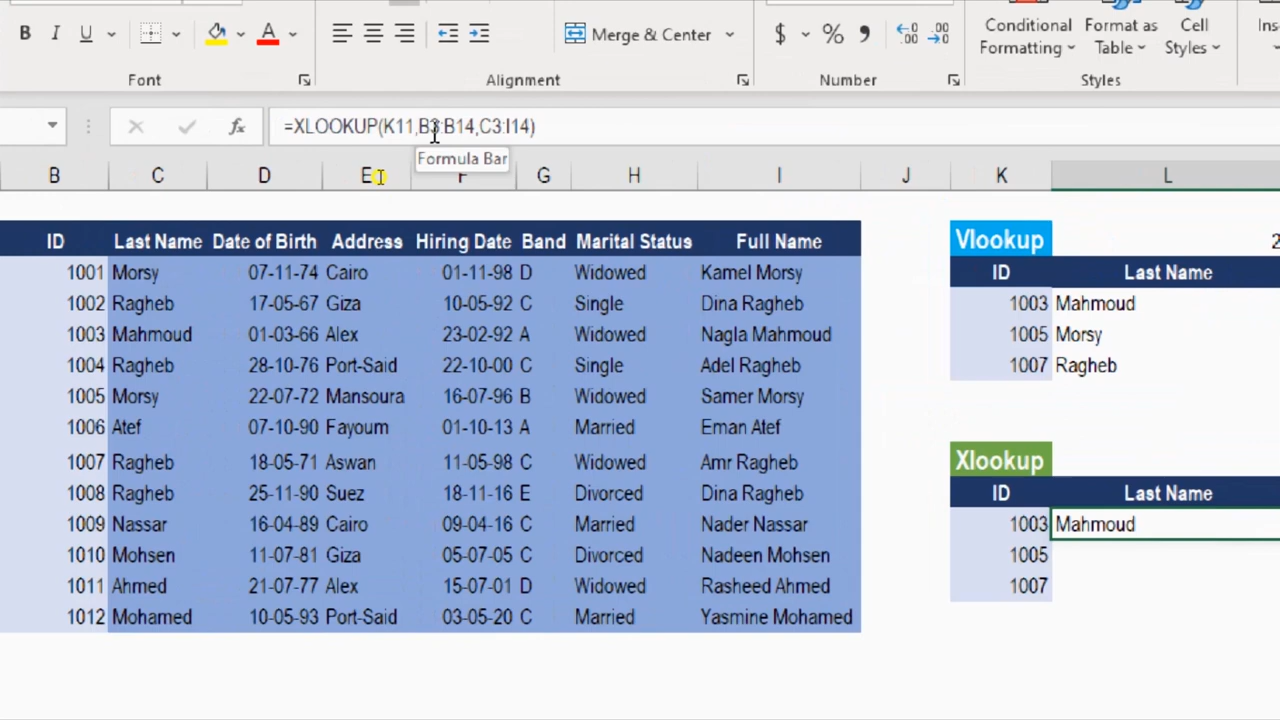 B I U
Merge & Center
$ % ,
.00
.00
Conditional Formatting
Format as Table
Cell Styles
Font
Alignment
Number
Styles
fx =XLOOKUP(K11,B3:B14,C3:I14)
Formula Bar
B C D E F G H I J K L
ID Last Name Date of Birth Address Hiring Date Band Marital Status Full Name
1001 Morsy 07-11-74 Cairo 01-11-98 D Widowed Kamel Morsy
1002 Ragheb 17-05-67 Giza 10-05-92 C Single Dina Ragheb
1003 Mahmoud 01-03-66 Alex 23-02-92 A Widowed Nagla Mahmoud
1004 Ragheb 28-10-76 Port-Said 22-10-00 C Single Adel Ragheb
1005 Morsy 22-07-72 Mansoura 16-07-96 B Widowed Samer Morsy
1006 Atef 07-10-90 Fayoum 01-10-13 A Married Eman Atef
1007 Ragheb 18-05-71 Aswan 11-05-98 C Widowed Amr Ragheb
1008 Ragheb 25-11-90 Suez 18-11-16 E Divorced Dina Ragheb
1009 Nassar 16-04-89 Cairo 09-04-16 C Married Nader Nassar
1010 Mohsen 11-07-81 Giza 05-07-05 C Divorced Nadeen Mohsen
1011 Ahmed 21-07-77 Alex 15-07-01 D Widowed Rasheed Ahmed
1012 Mohamed 10-05-93 Port-Said 03-05-20 C Married Yasmine Mohamed
Vlookup 2
ID Last Name
1003 Mahmoud
1005 Morsy
1007 Ragheb
Xlookup
ID Last Name
1003 Mahmoud
1005
1007